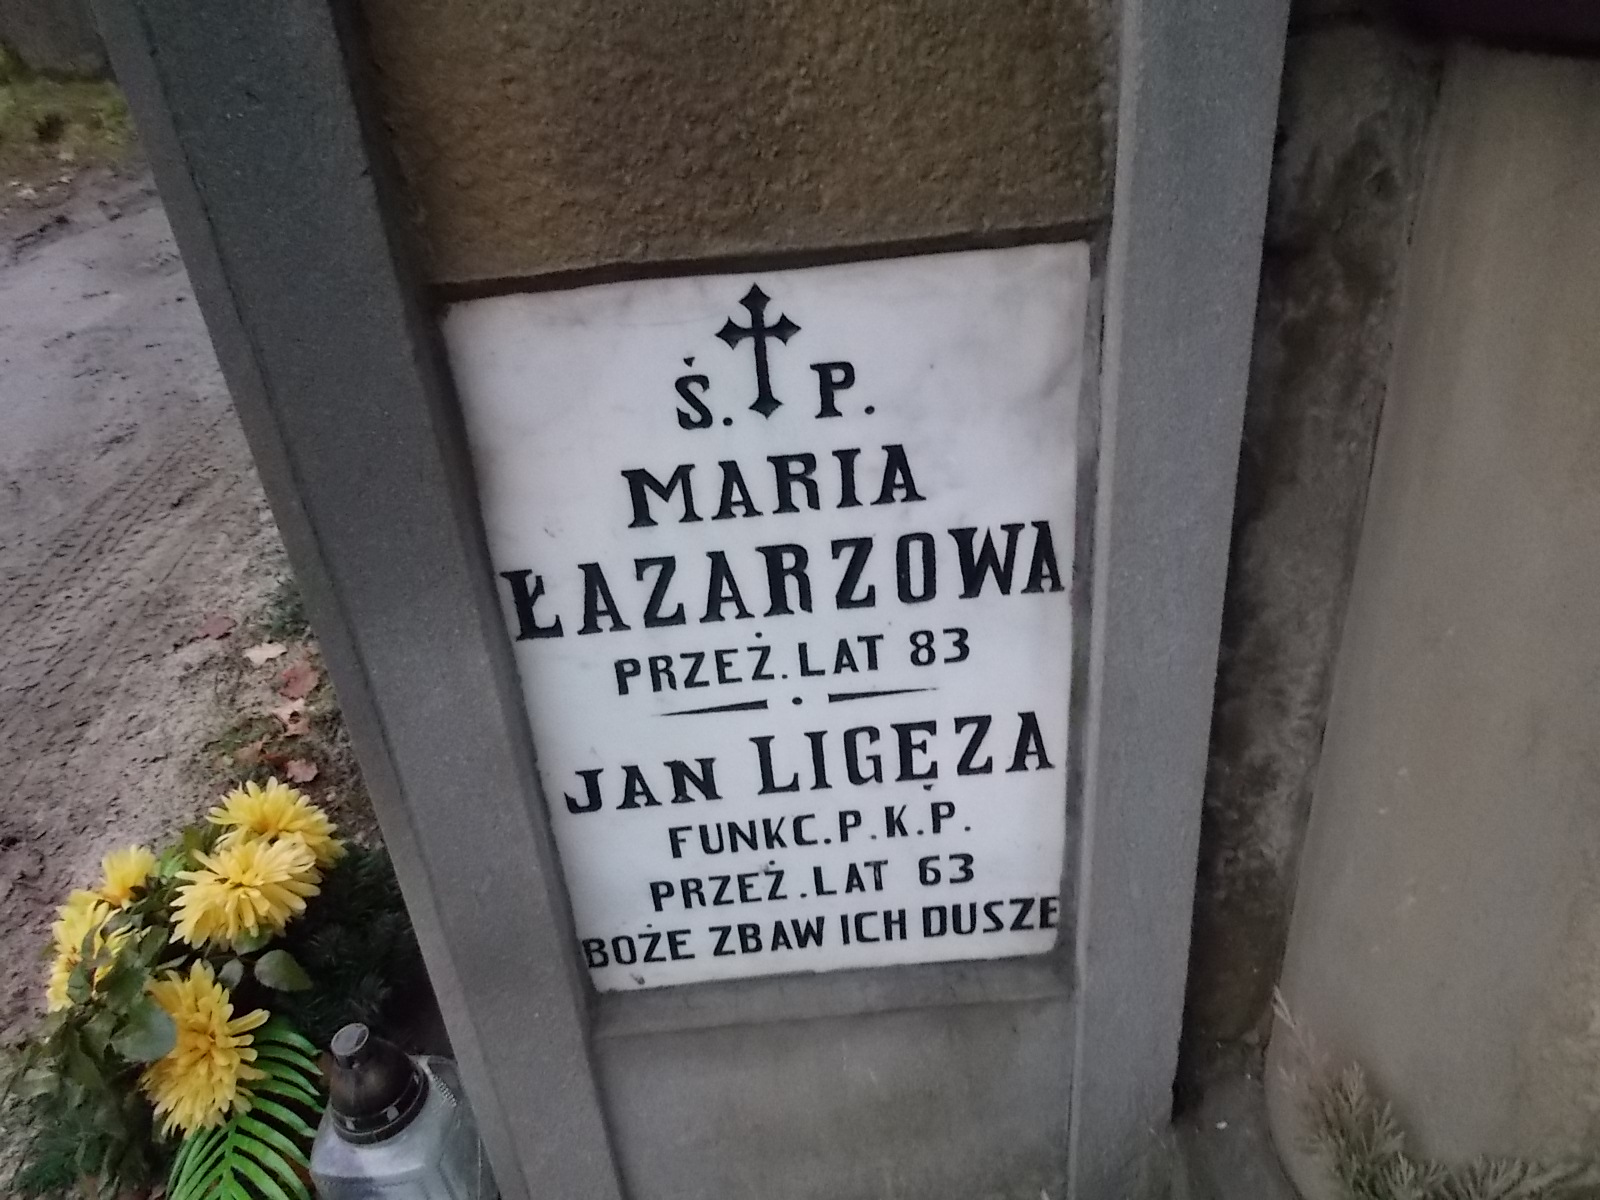 Ś. P.
MARIA
ŁAZARZOWA
PRZEŻ. LAT 83
JAN LIGĘZA
FUNKC. P. K. P.
PRZEŻ. LAT 63
BOŻE ZBAW ICH DUSZE